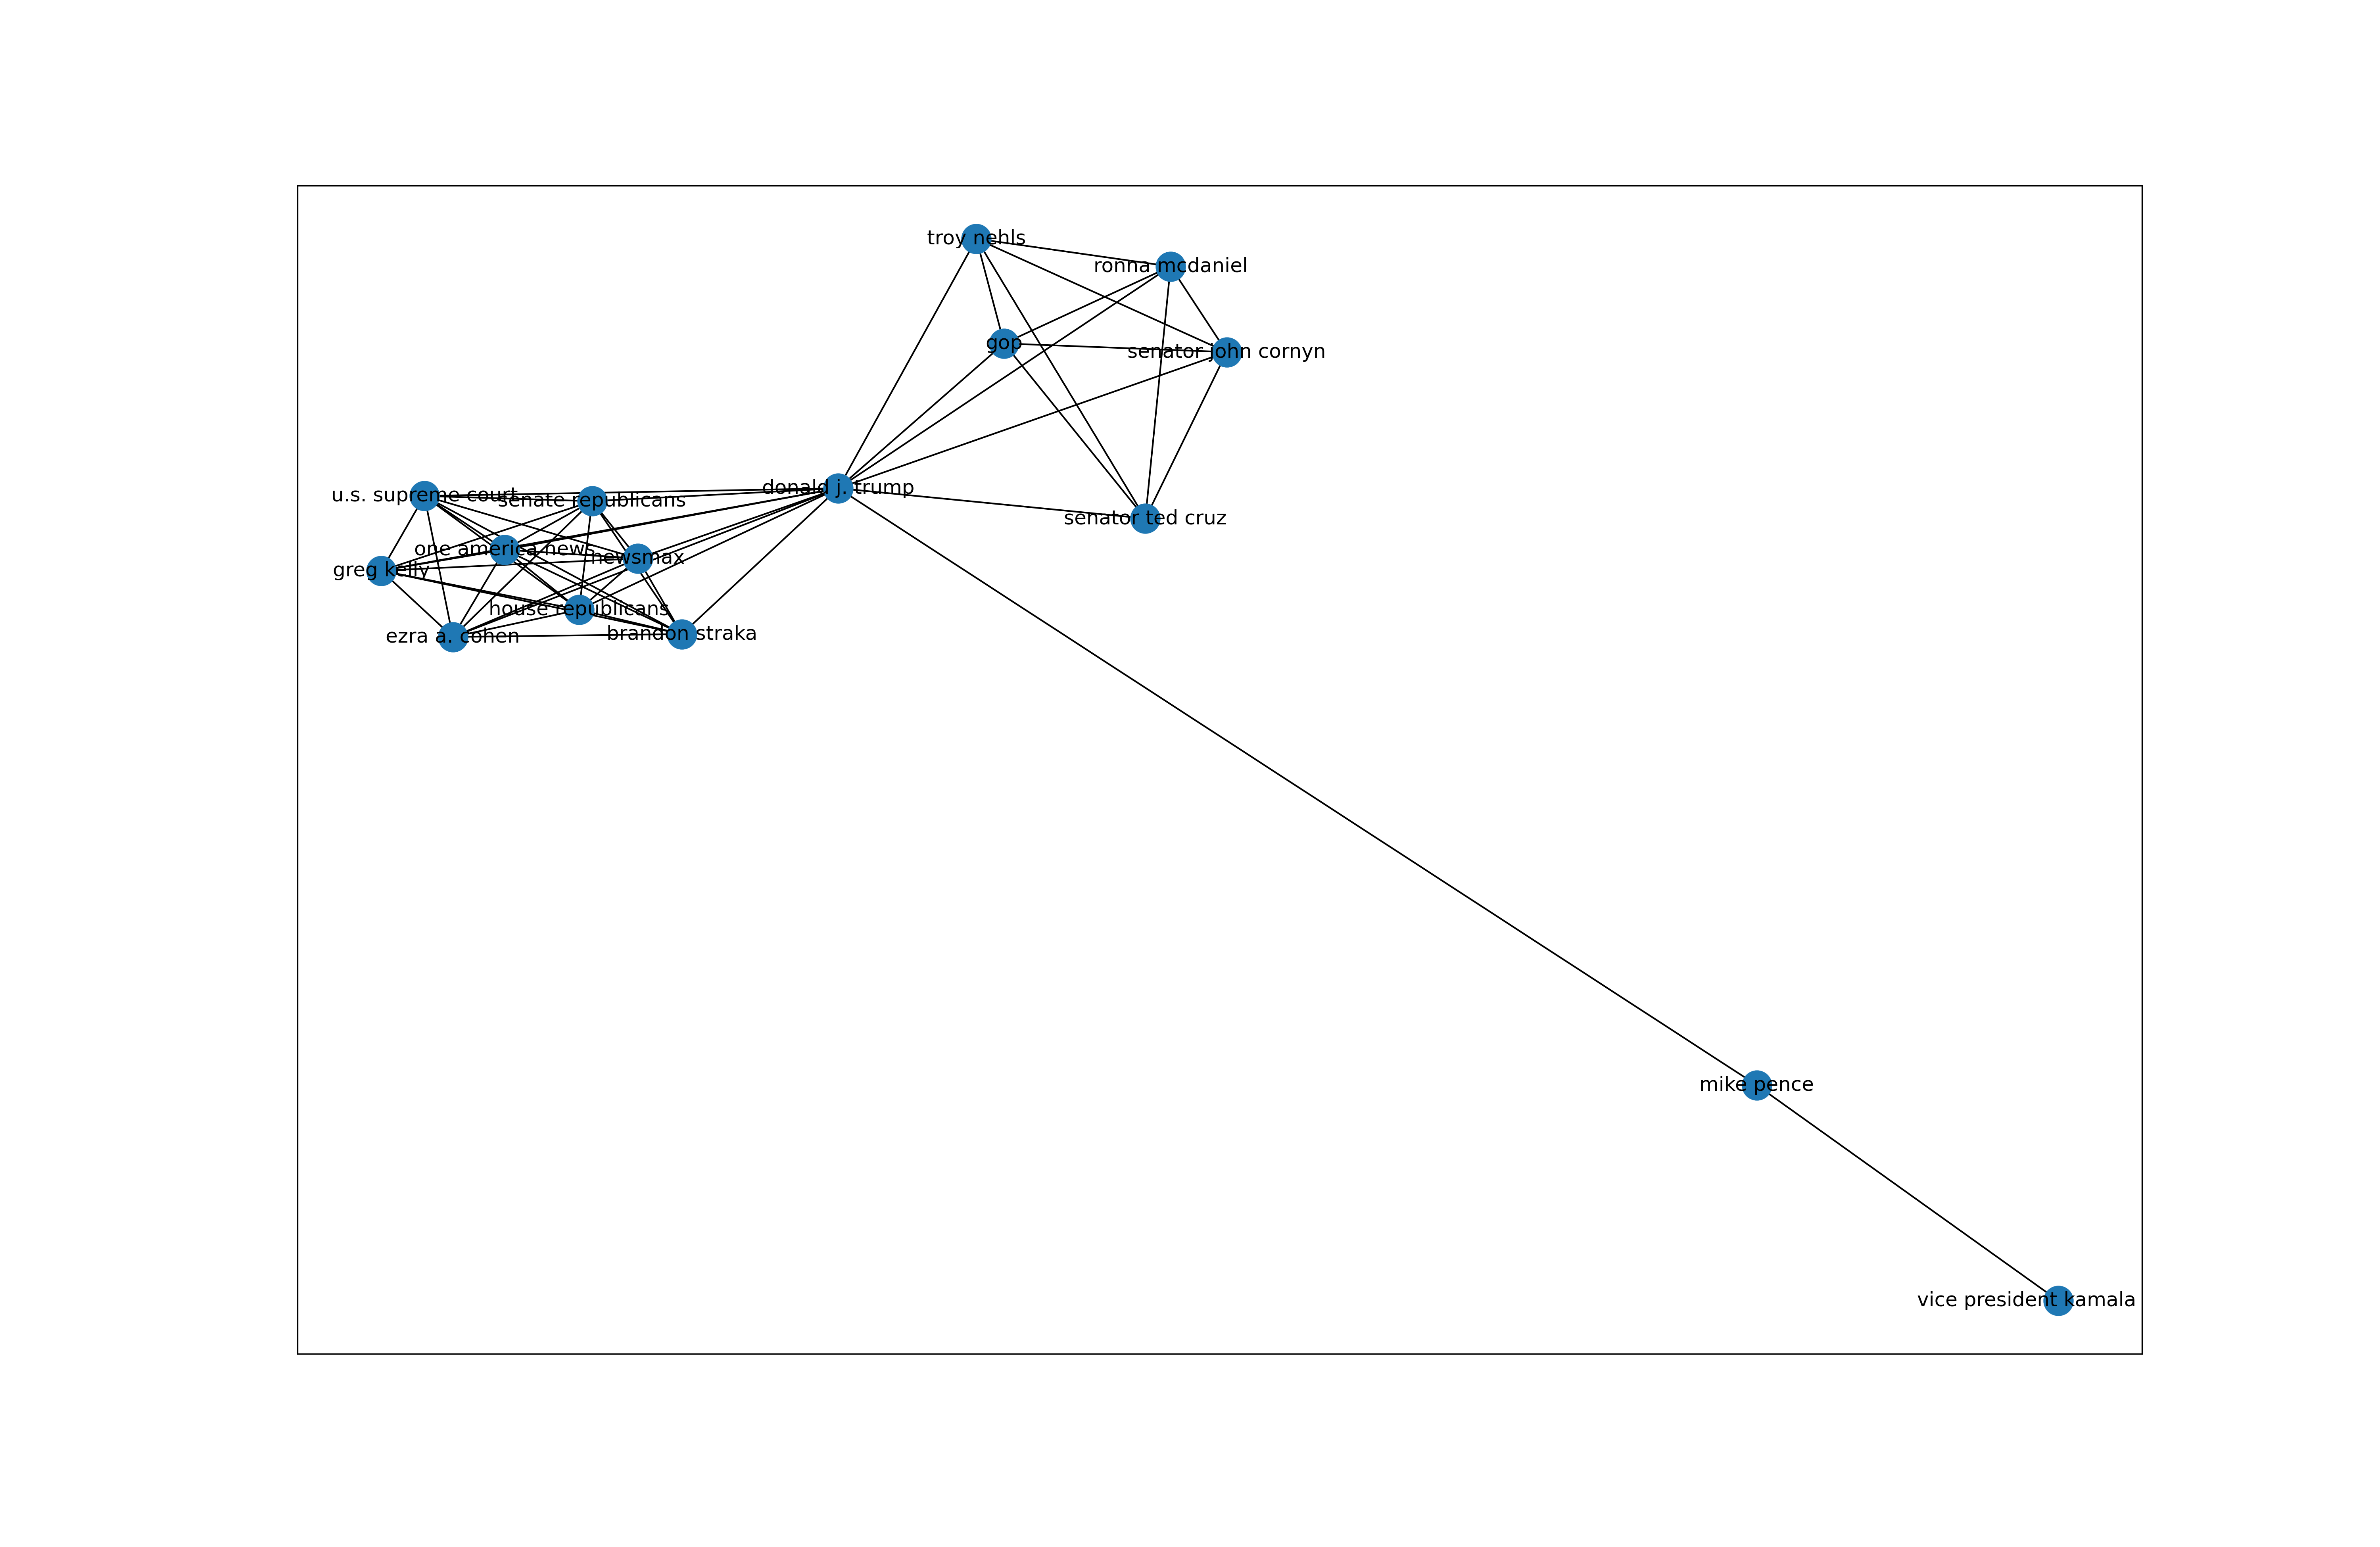 troy nehls
ronna mcdaniel
gop
senator john cornyn
donald j. trump
u.s. supreme court
senate republicans
senator ted cruz
one america news
newsmax
greg kelly
house republicans
ezra a. cohen
brandon straka
mike pence
vice president kamala